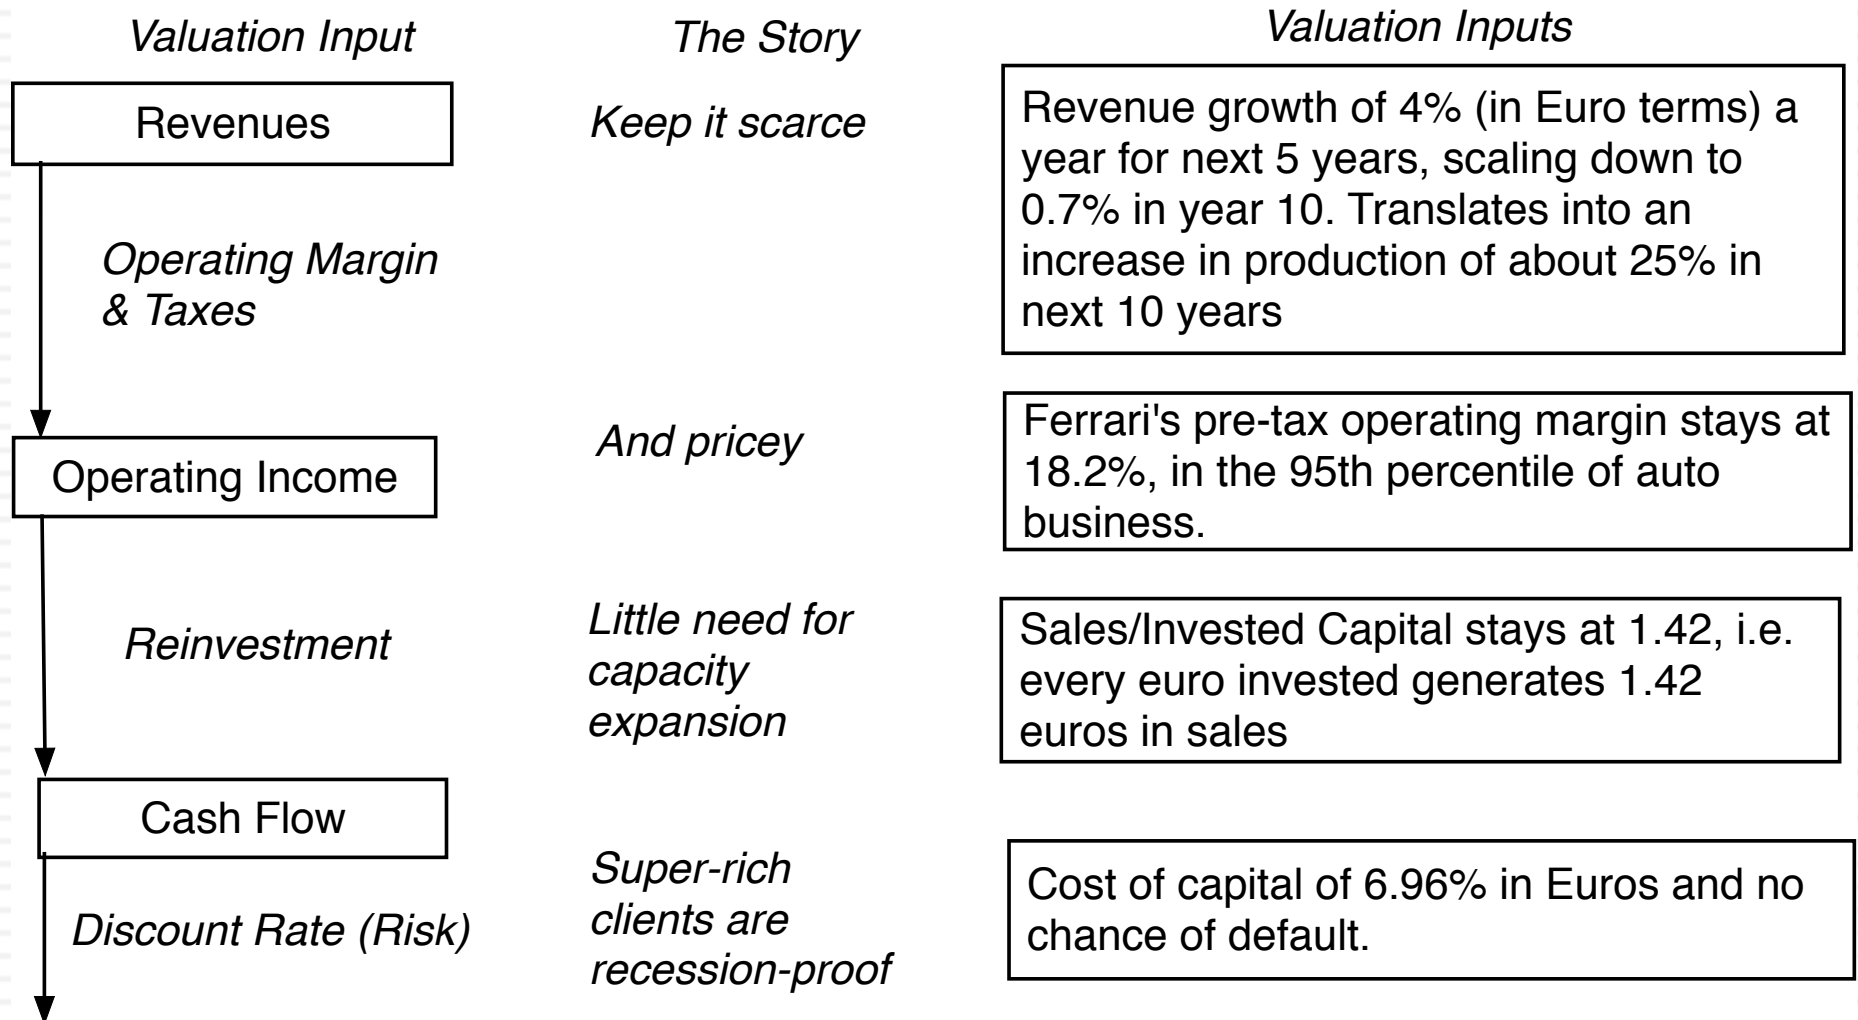 Valuation Input
The Story
Valuation Inputs
Revenues
Keep it scarce
Revenue growth of 4% (in Euro terms) a
year for next 5 years, scaling down to
0.7% in year 10. Translates into an
increase in production of about 25% in
next 10 years
Operating Margin
& Taxes
Operating Income
And pricey
Ferrari's pre-tax operating margin stays at
18.2%, in the 95th percentile of auto
business.
Reinvestment
Little need for
capacity
expansion
Sales/Invested Capital stays at 1.42, i.e.
every euro invested generates 1.42
euros in sales
Cash Flow
Discount Rate (Risk)
Super-rich
clients are
recession-proof
Cost of capital of 6.96% in Euros and no
chance of default.